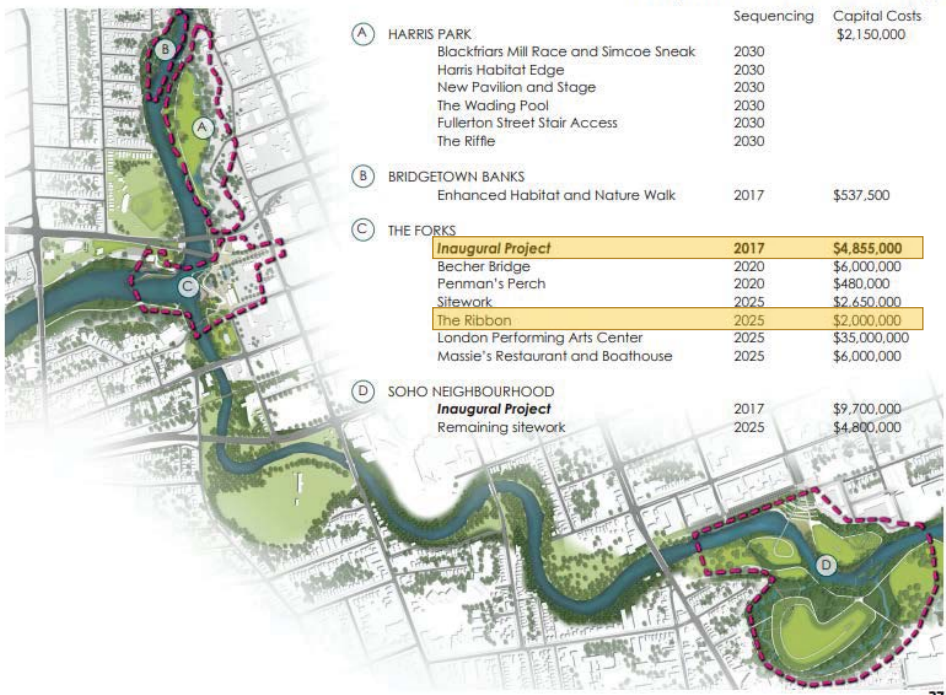 Sequencing Capital Costs
A HARRIS PARK $2,150,000
Blackfriars Mill Race and Simcoe Sneak 2030
Harris Habitat Edge 2030
New Pavilion and Stage 2030
The Wading Pool 2030
Fullerton Street Stair Access 2030
The Riffle 2030
B BRIDGETOWN BANKS
Enhanced Habitat and Nature Walk 2017 $537,500
C THE FORKS
Inaugural Project 2017 $4,855,000
Becher Bridge 2020 $6,000,000
Penman's Perch 2020 $480,000
Sitework 2025 $2,650,000
The Ribbon 2025 $2,000,000
London Performing Arts Center 2025 $35,000,000
Massie's Restaurant and Boathouse 2025 $6,000,000
D SOHO NEIGHBOURHOOD
Inaugural Project 2017 $9,700,000
Remaining sitework 2025 $4,800,000
B
A
C
D